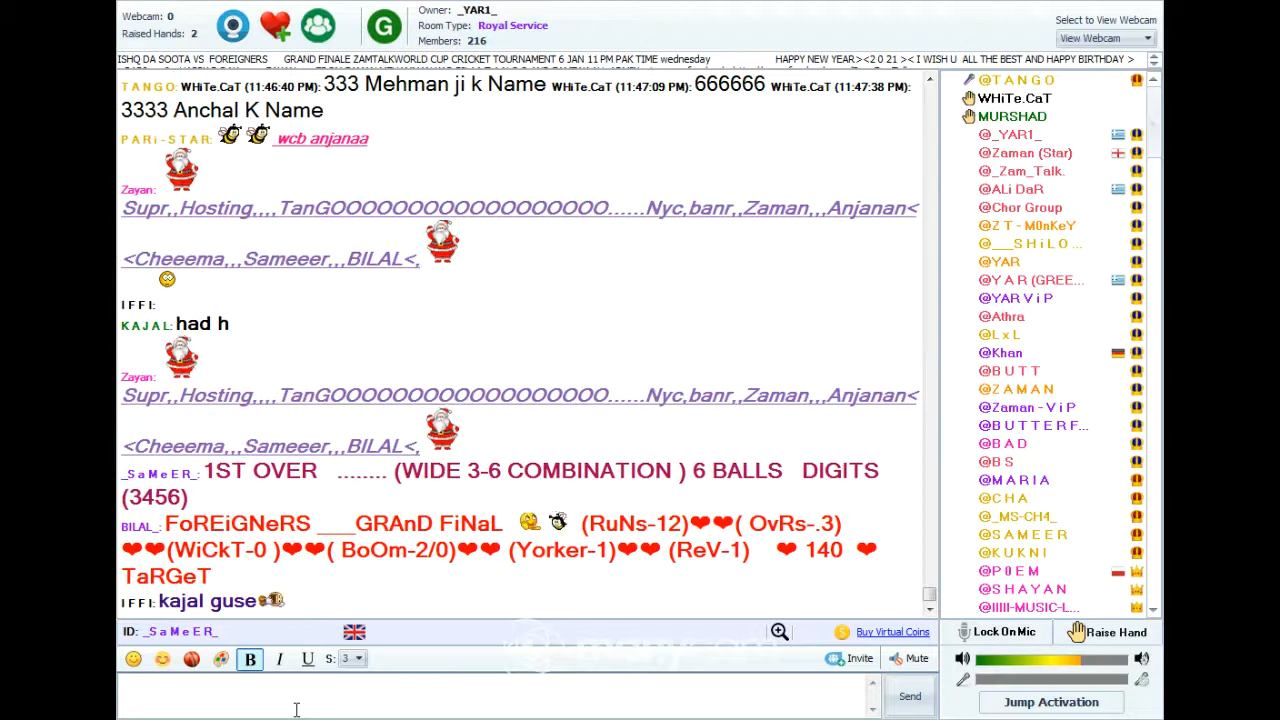 Webcam: 0
Raised Hands: 2
Owner: _YAR1_
Room Type: Royal Service
Members: 216
Select to View Webcam
View Webcam
ISHQ DA SOOTA VS FOREIGNERS GRAND FINALE ZAMTALKWORLD CUP CRICKET TOURNAMENT 6 JAN 11 PM PAK TIME wednesday HAPPY NEW YEAR><2 0 21 >< I WISH U ALL THE BEST AND HAPPY BIRTHDAY >
TANGO: WHiTe.CaT (11:46:40 PM): 333 Mehman ji k Name WHiTe.CaT (11:47:09 PM): 666666 WHiTe.CaT (11:47:38 PM):
3333 Anchal K Name
PARi-STAR: wcb anjanaa
Zayan:
Supr,,Hosting,,,,TanGOOOOOOOOOOOOOOOOOO......Nyc,banr,,Zaman,,,Anjanan<
<Cheeema,,,Sameeer,,,BILAL<,
IFFI:
KAJAL: had h
Zayan:
Supr,,Hosting,,,,TanGOOOOOOOOOOOOOOOOOO......Nyc,banr,,Zaman,,,Anjanan<
<Cheeema,,,Sameeer,,,BILAL<,
_SaMeER_: 1ST OVER ........ (WIDE 3-6 COMBINATION ) 6 BALLS DIGITS
(3456)
BILAL_: FoREiGNeRS ___GRAnD FiNaL (RuNs-12)❤❤( OvRs-.3)
❤❤(WiCkT-0 )❤❤( BoOm-2/0)❤❤ (Yorker-1)❤❤ (ReV-1) ❤ 140 ❤
TaRGeT
IFFI: kajal guse
@TANGO
WHiTe.CaT
MURSHAD
@_YAR1_
@Zaman (Star)
@_Zam_Talk.
@ALi DaR
@Chor Group
@ZT-M0nKeY
@___SHiLO...
@YAR
@YAR (GREE...
@YAR ViP
@Athra
@LxL
@Khan
@BUTT
@ZAMAN
@Zaman-ViP
@BUTTERF...
@BAD
@BS
@MARIA
@CHA
@_MS-CH4_
@SAMEER
@KUKNI
@P0EM
@SHAYAN
@IIIII-MUSIC-L...
ID: _SaMeER_
Buy Virtual Coins
Lock On Mic
Raise Hand
B I U S: 3
Invite
Mute
Send
Jump Activation